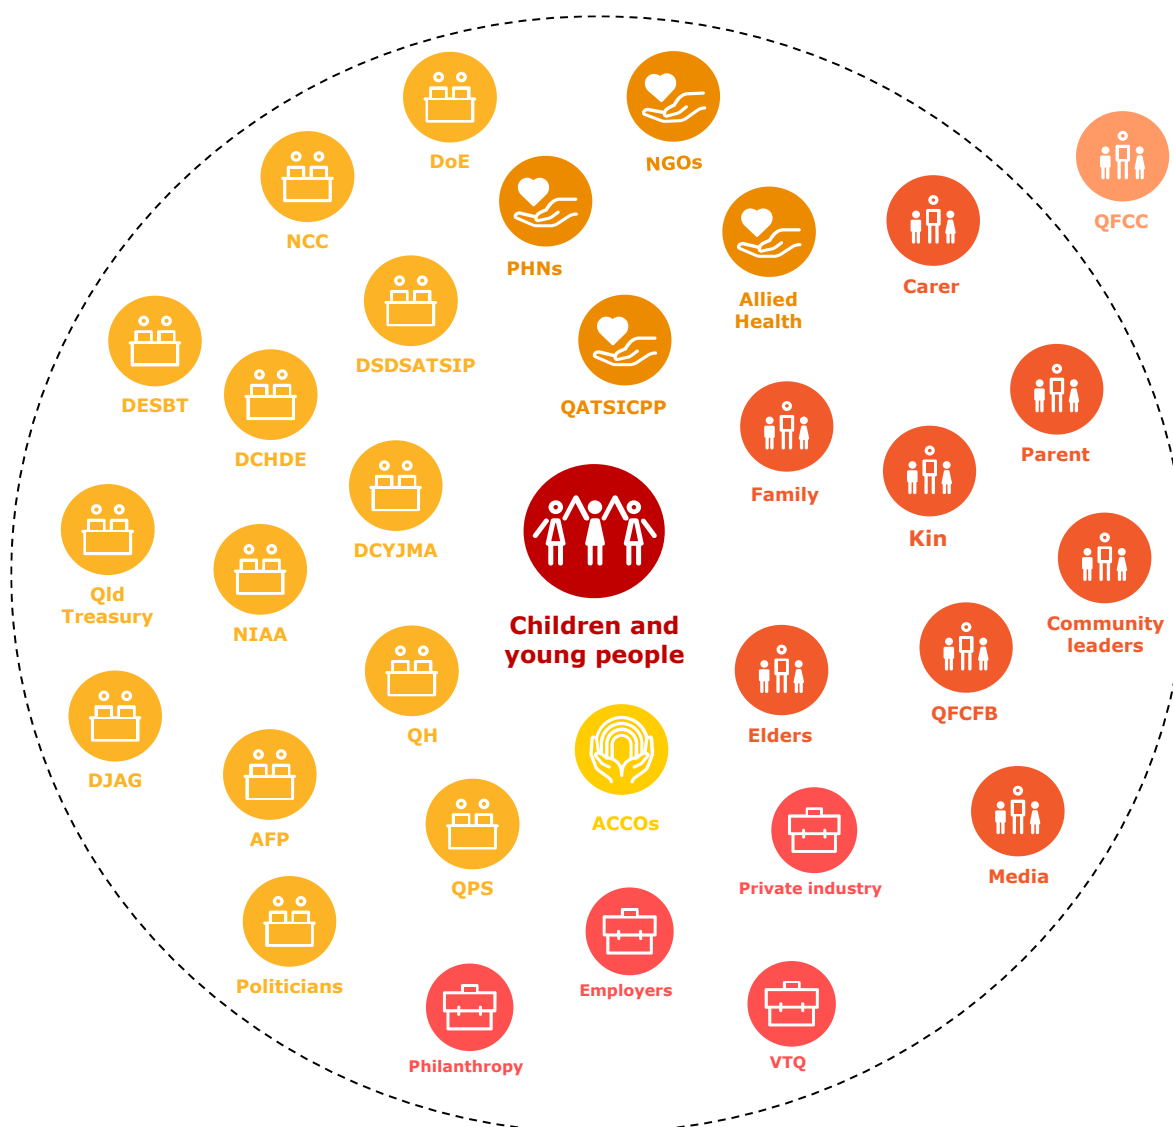 DoE
NGOs
NCC
QFCC
PHNs
Carer
Allied
Health
DSDSATSIP
DESBT
QATSICPP
DCHDE
Parent
Family
Kin
DCYJMA
Qld
Treasury
NIAA
Children and
young people
Community
leaders
QFCFB
QH
Elders
DJAG
ACCOs
AFP
QPS
Private industry
Media
Politicians
Employers
Philanthropy
VTQ